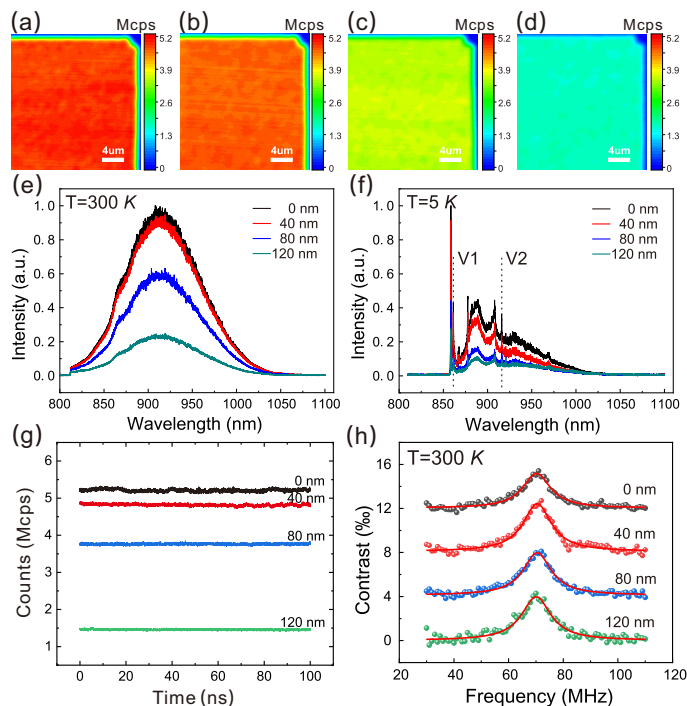 (a) Mcps (b) Mcps (c) Mcps (d) Mcps
5.2 5.2 5.2 5.2
3.9 3.9 3.9 3.9
2.6 2.6 2.6 2.6
1.3 1.3 1.3 1.3
4um 4um 4um 4um
0 0 0 0
(e) T=300 K
0 nm
40 nm
80 nm
120 nm
Intensity (a.u.)
1.0
0.8
0.6
0.4
0.2
0.0
800 850 900 950 1000 1050 1100
Wavelength (nm)
(f) T=5 K
0 nm
40 nm
80 nm
120 nm
V1 V2
Intensity (a.u.)
1.0
0.8
0.6
0.4
0.2
0.0
800 850 900 950 1000 1050 1100
Wavelength (nm)
(g)
0 nm
40 nm
80 nm
120 nm
Counts (Mcps)
6
5
4
3
2
1
0 20 40 60 80 100
Time (ns)
(h) T=300 K
0 nm
40 nm
80 nm
120 nm
Contrast (‰)
16
12
8
4
0
20 40 60 80 100 120
Frequency (MHz)